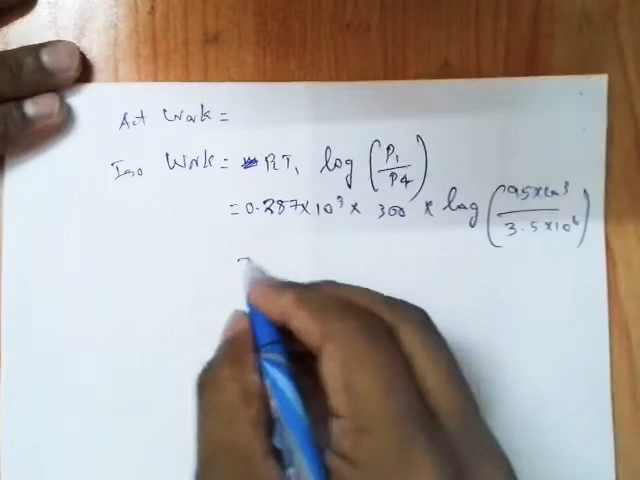 Act Work =
Iso Work = RT₁ log (P₁/P4)
= 0.287×10³ × 300 × log (95×10³/3.5×10⁶)